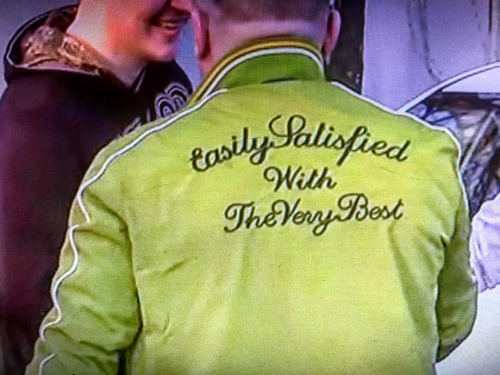 Easily Satisfied
With
The Very Best